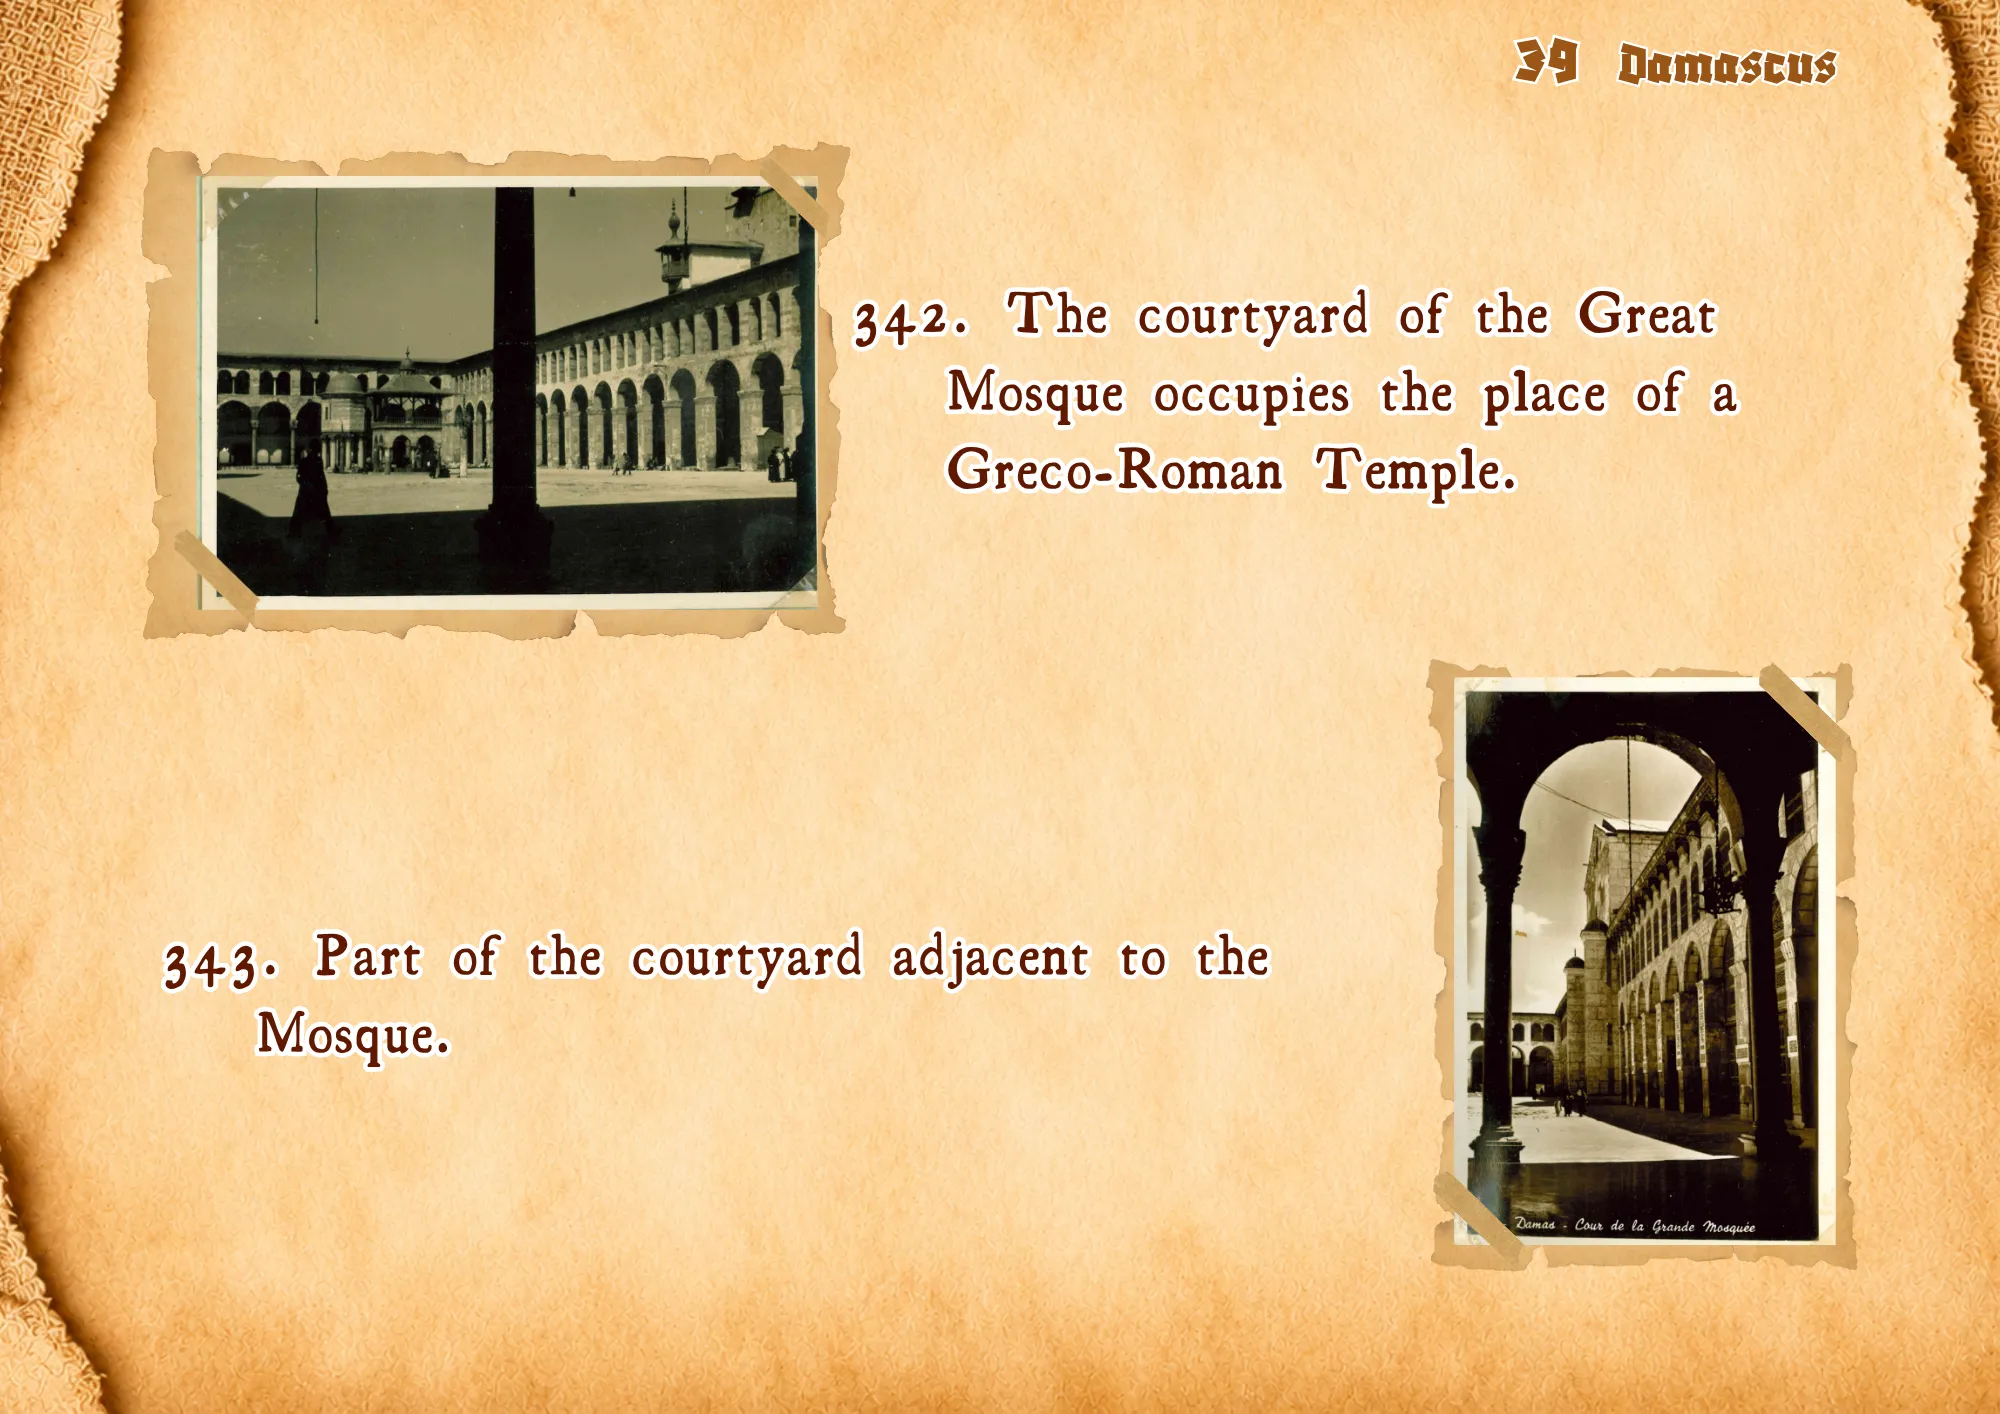 39 Damascus
342. The courtyard of the Great
Mosque occupies the place of a
Greco-Roman Temple.
343. Part of the courtyard adjacent to the
Mosque.
Damas - Cour de la Grande Mosquée